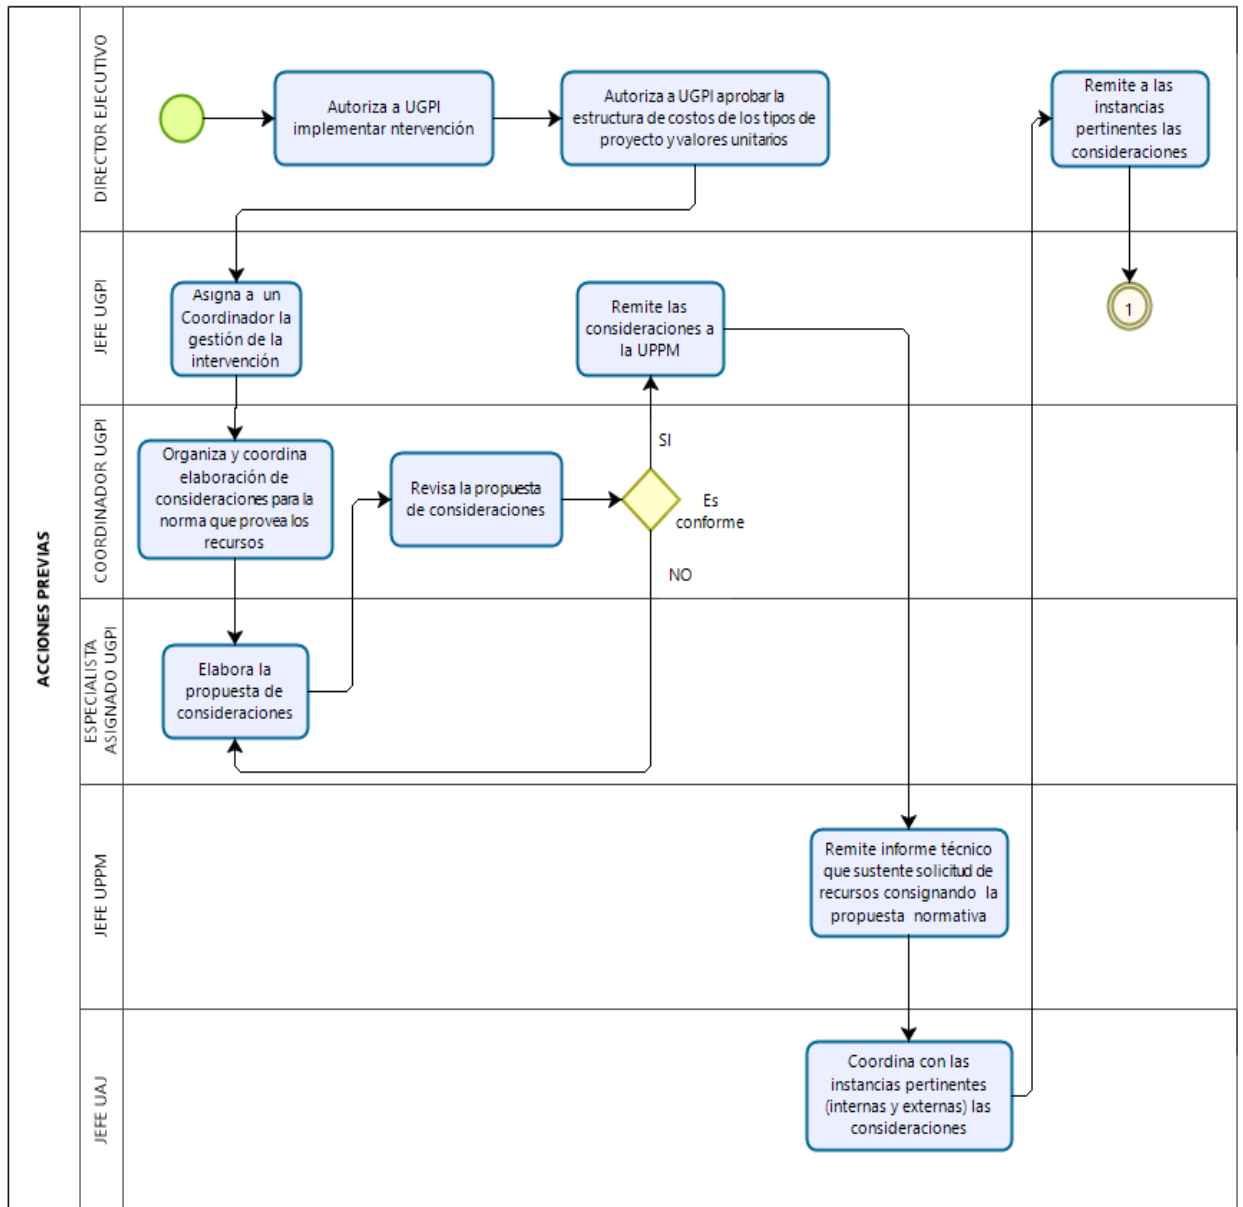 ACCIONES PREVIAS
DIRECTOR EJECUTIVO
Autoriza a UGPI
implementar ntervención
Autoriza a UGPI aprobar la
estructura de costos de los tipos de
proyecto y valores unitarios
Remite a las
instancias
pertinentes las
consideraciones
JEFE UGPI
Asigna a un
Coordinador la
gestión de la
intervención
Remite las
consideraciones a
la UPPM
1
COORDINADOR UGPI
Organiza y coordina
elaboración de
consideraciones para la
norma que provea los
recursos
Revisa la propuesta
de consideraciones
SI
Es
conforme
NO
ESPECIALISTA
ASIGNADO UGPI
Elabora la
propuesta de
consideraciones
JEFE UPPM
Remite informe técnico
que sustente solicitud de
recursos consignando la
propuesta normativa
JEFE UAJ
Coordina con las
instancias pertinentes
(internas y externas) las
consideraciones